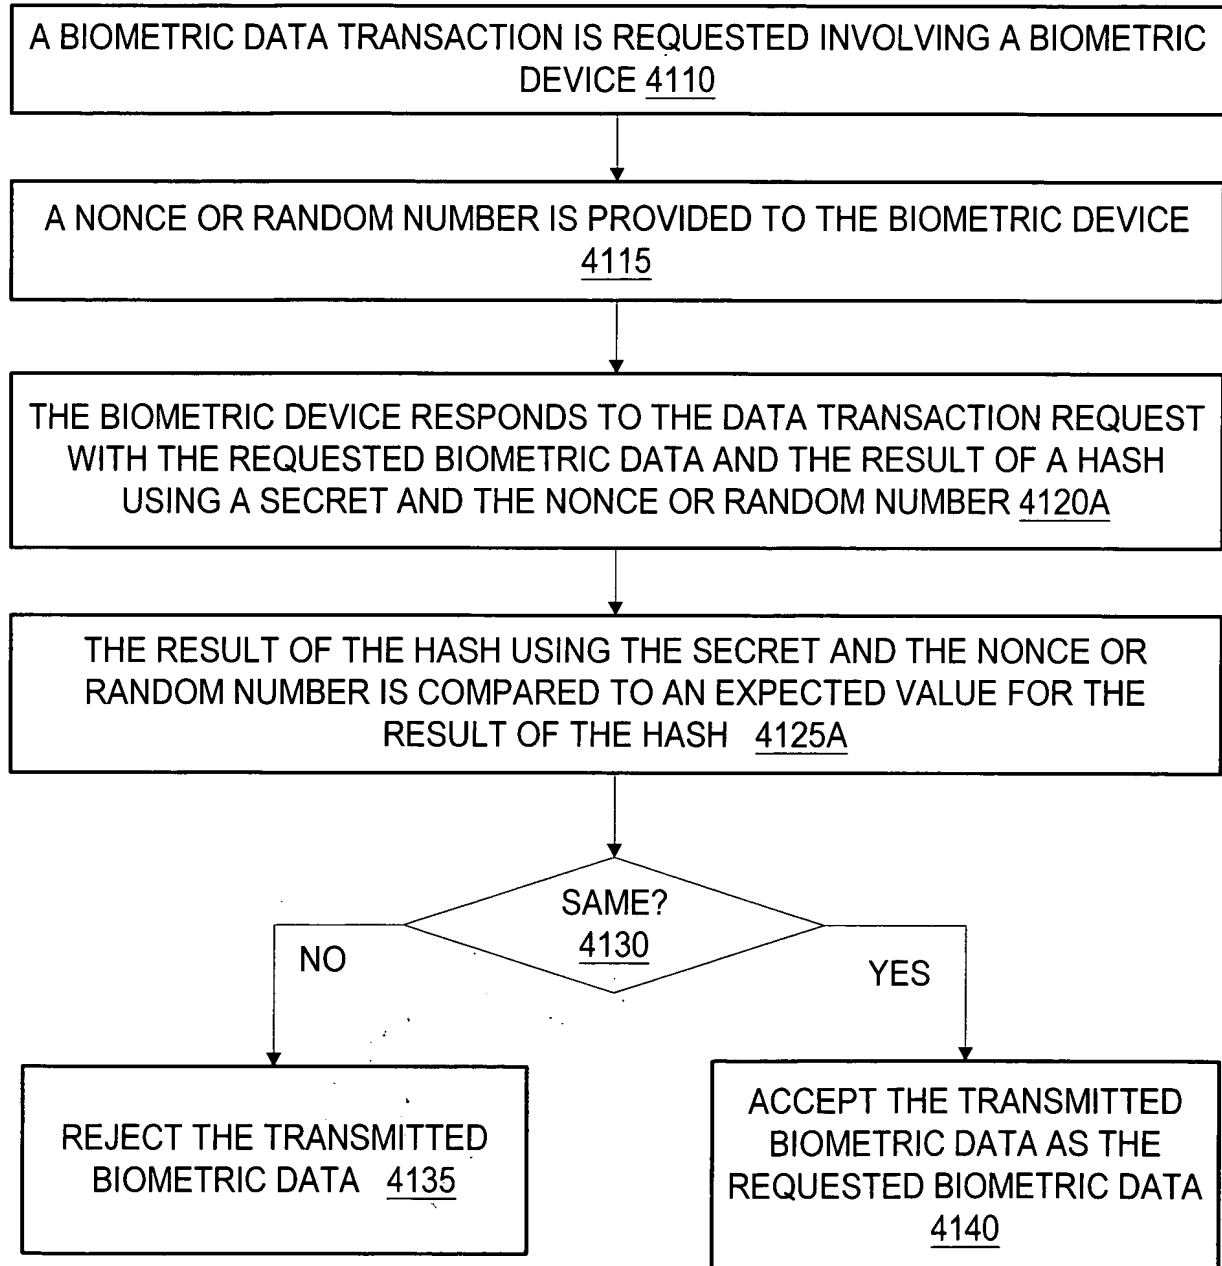 A BIOMETRIC DATA TRANSACTION IS REQUESTED INVOLVING A BIOMETRIC
DEVICE 4110
A NONCE OR RANDOM NUMBER IS PROVIDED TO THE BIOMETRIC DEVICE
4115
THE BIOMETRIC DEVICE RESPONDS TO THE DATA TRANSACTION REQUEST
WITH THE REQUESTED BIOMETRIC DATA AND THE RESULT OF A HASH
USING A SECRET AND THE NONCE OR RANDOM NUMBER 4120A
THE RESULT OF THE HASH USING THE SECRET AND THE NONCE OR
RANDOM NUMBER IS COMPARED TO AN EXPECTED VALUE FOR THE
RESULT OF THE HASH 4125A
SAME?
4130
NO
YES
REJECT THE TRANSMITTED
BIOMETRIC DATA 4135
ACCEPT THE TRANSMITTED
BIOMETRIC DATA AS THE
REQUESTED BIOMETRIC DATA
4140